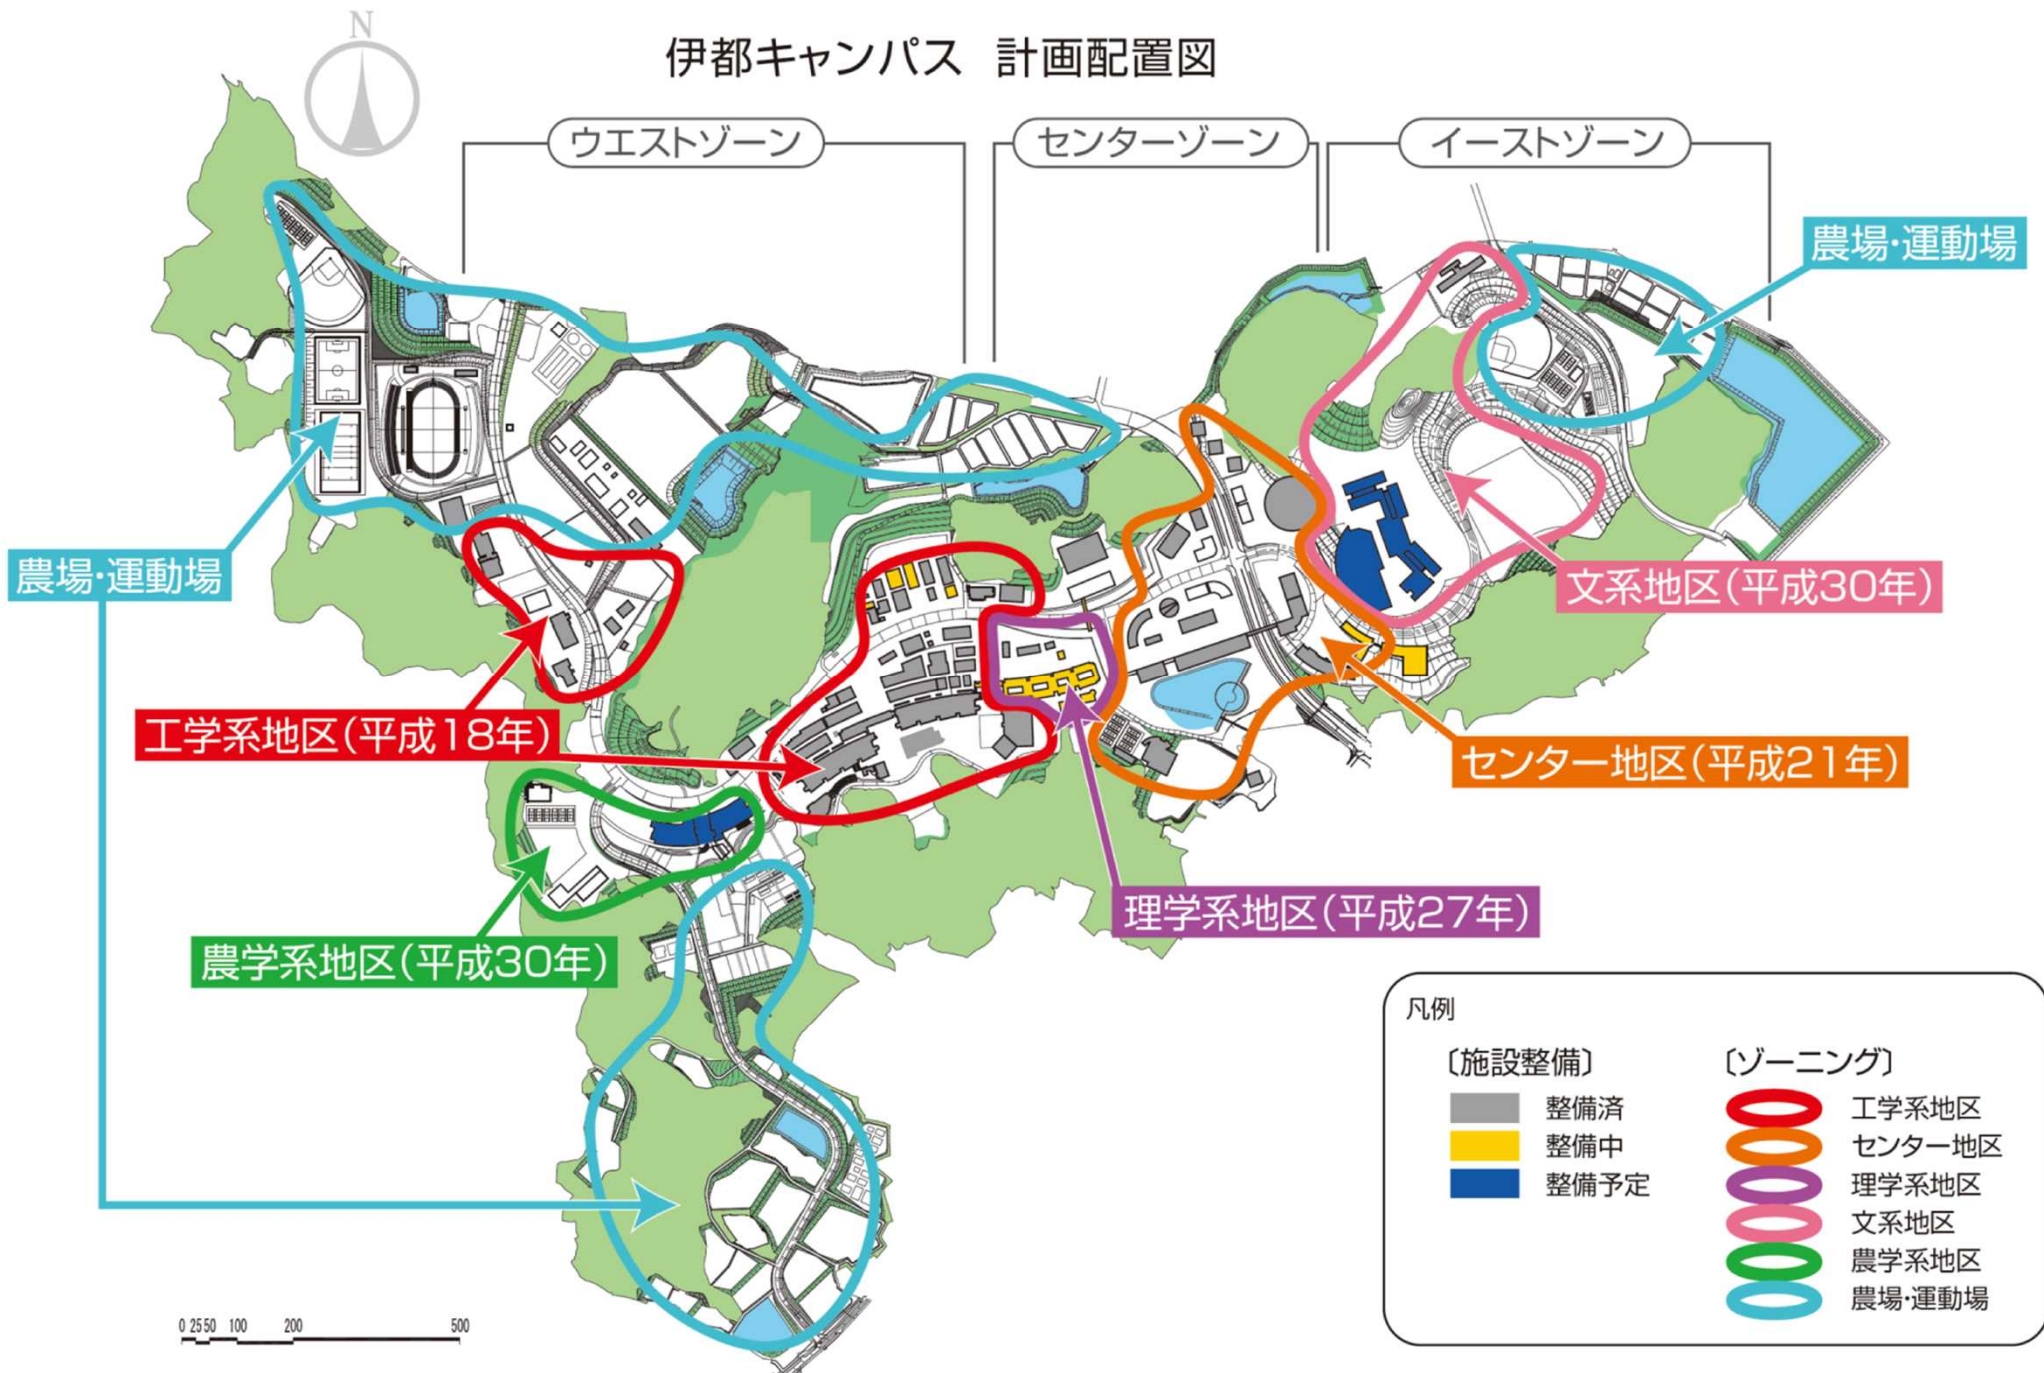 N
伊都キャンパス 計画配置図
ウエストゾーン
センターゾーン
イーストゾーン
農場・運動場
農場・運動場
文系地区(平成30年)
工学系地区(平成18年)
センター地区(平成21年)
理学系地区(平成27年)
農学系地区(平成30年)
凡例
〔施設整備〕
整備済
整備中
整備予定
〔ゾーニング〕
工学系地区
センター地区
理学系地区
文系地区
農学系地区
農場・運動場
0 25 50 100 200 500